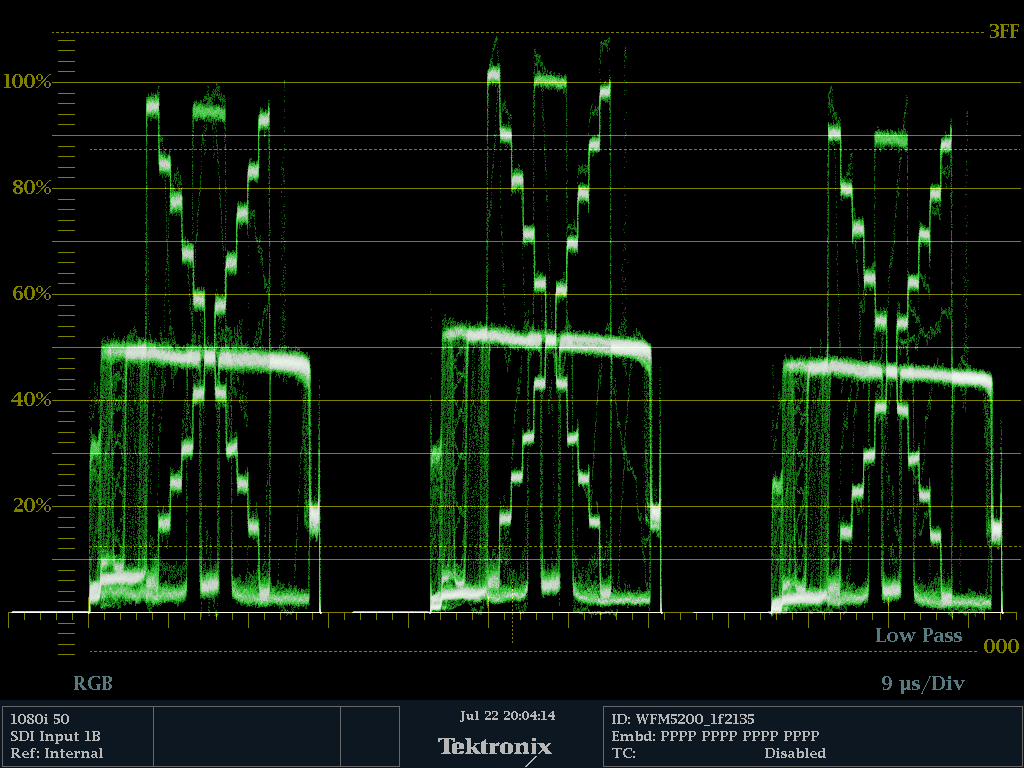 3FF
100%
80%
60%
40%
20%
Low Pass
000
RGB
9 µs/Div
1080i 50
SDI Input 1B
Ref: Internal
Jul 22 20:04:14
Tektronix
ID: WFM5200_1f2135
Embd: PPPP PPPP PPPP PPPP
TC: Disabled